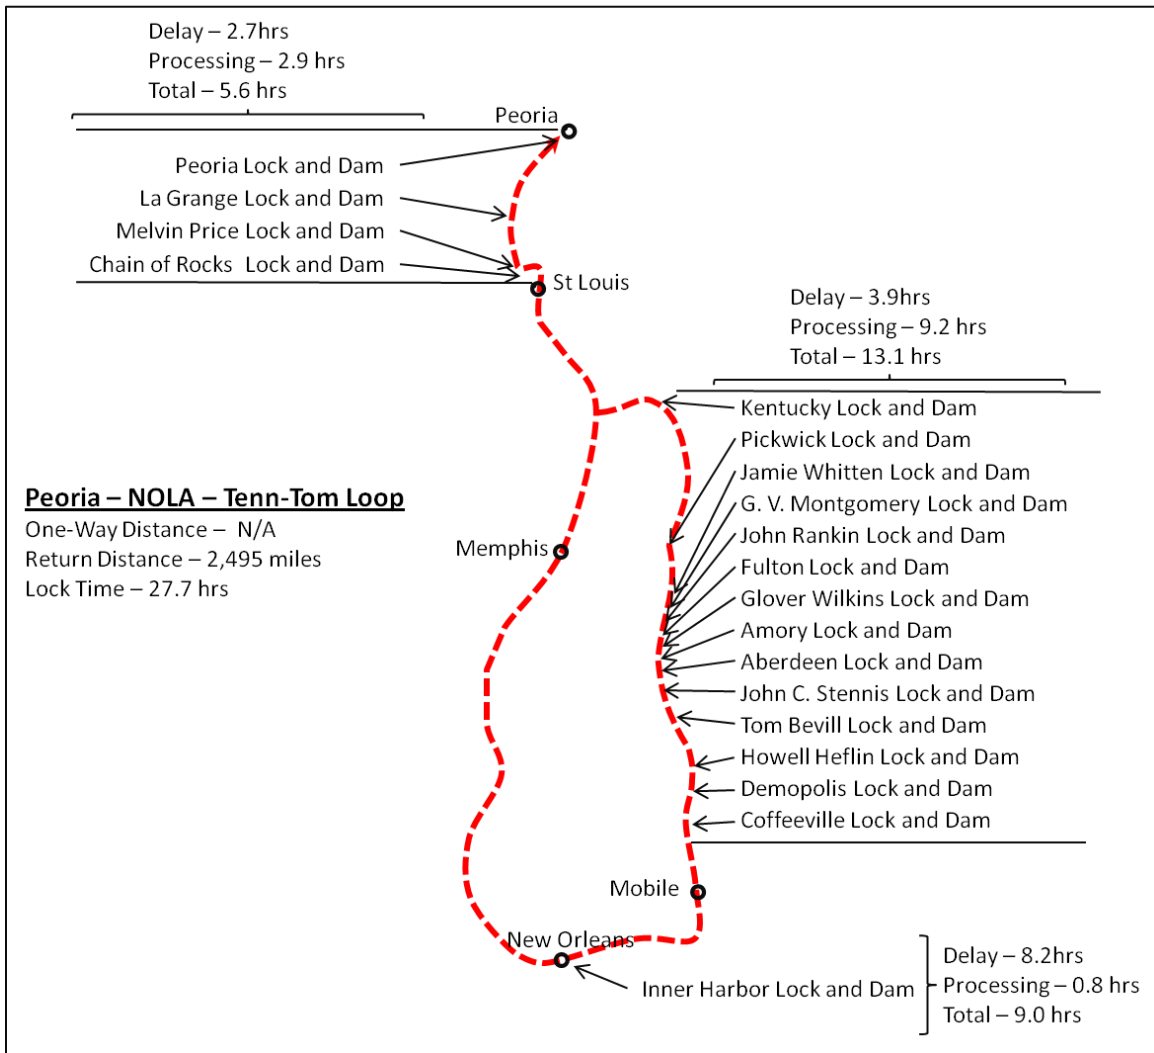 Delay – 2.7hrs
Processing – 2.9 hrs
Total – 5.6 hrs
Peoria
Peoria Lock and Dam
La Grange Lock and Dam
Melvin Price Lock and Dam
Chain of Rocks  Lock and Dam
St Louis
Delay – 3.9hrs
Processing – 9.2 hrs
Total – 13.1 hrs
Kentucky Lock and Dam
Pickwick Lock and Dam
Jamie Whitten Lock and Dam
G. V. Montgomery Lock and Dam
John Rankin Lock and Dam
Fulton Lock and Dam
Glover Wilkins Lock and Dam
Amory Lock and Dam
Aberdeen Lock and Dam
John C. Stennis Lock and Dam
Tom Bevill Lock and Dam
Howell Heflin Lock and Dam
Demopolis Lock and Dam
Coffeeville Lock and Dam
Peoria – NOLA – Tenn-Tom Loop
One-Way Distance –  N/A
Return Distance – 2,495 miles
Lock Time – 27.7 hrs
Memphis
Mobile
New Orleans
Inner Harbor Lock and Dam
Delay – 8.2hrs
Processing – 0.8 hrs
Total – 9.0 hrs